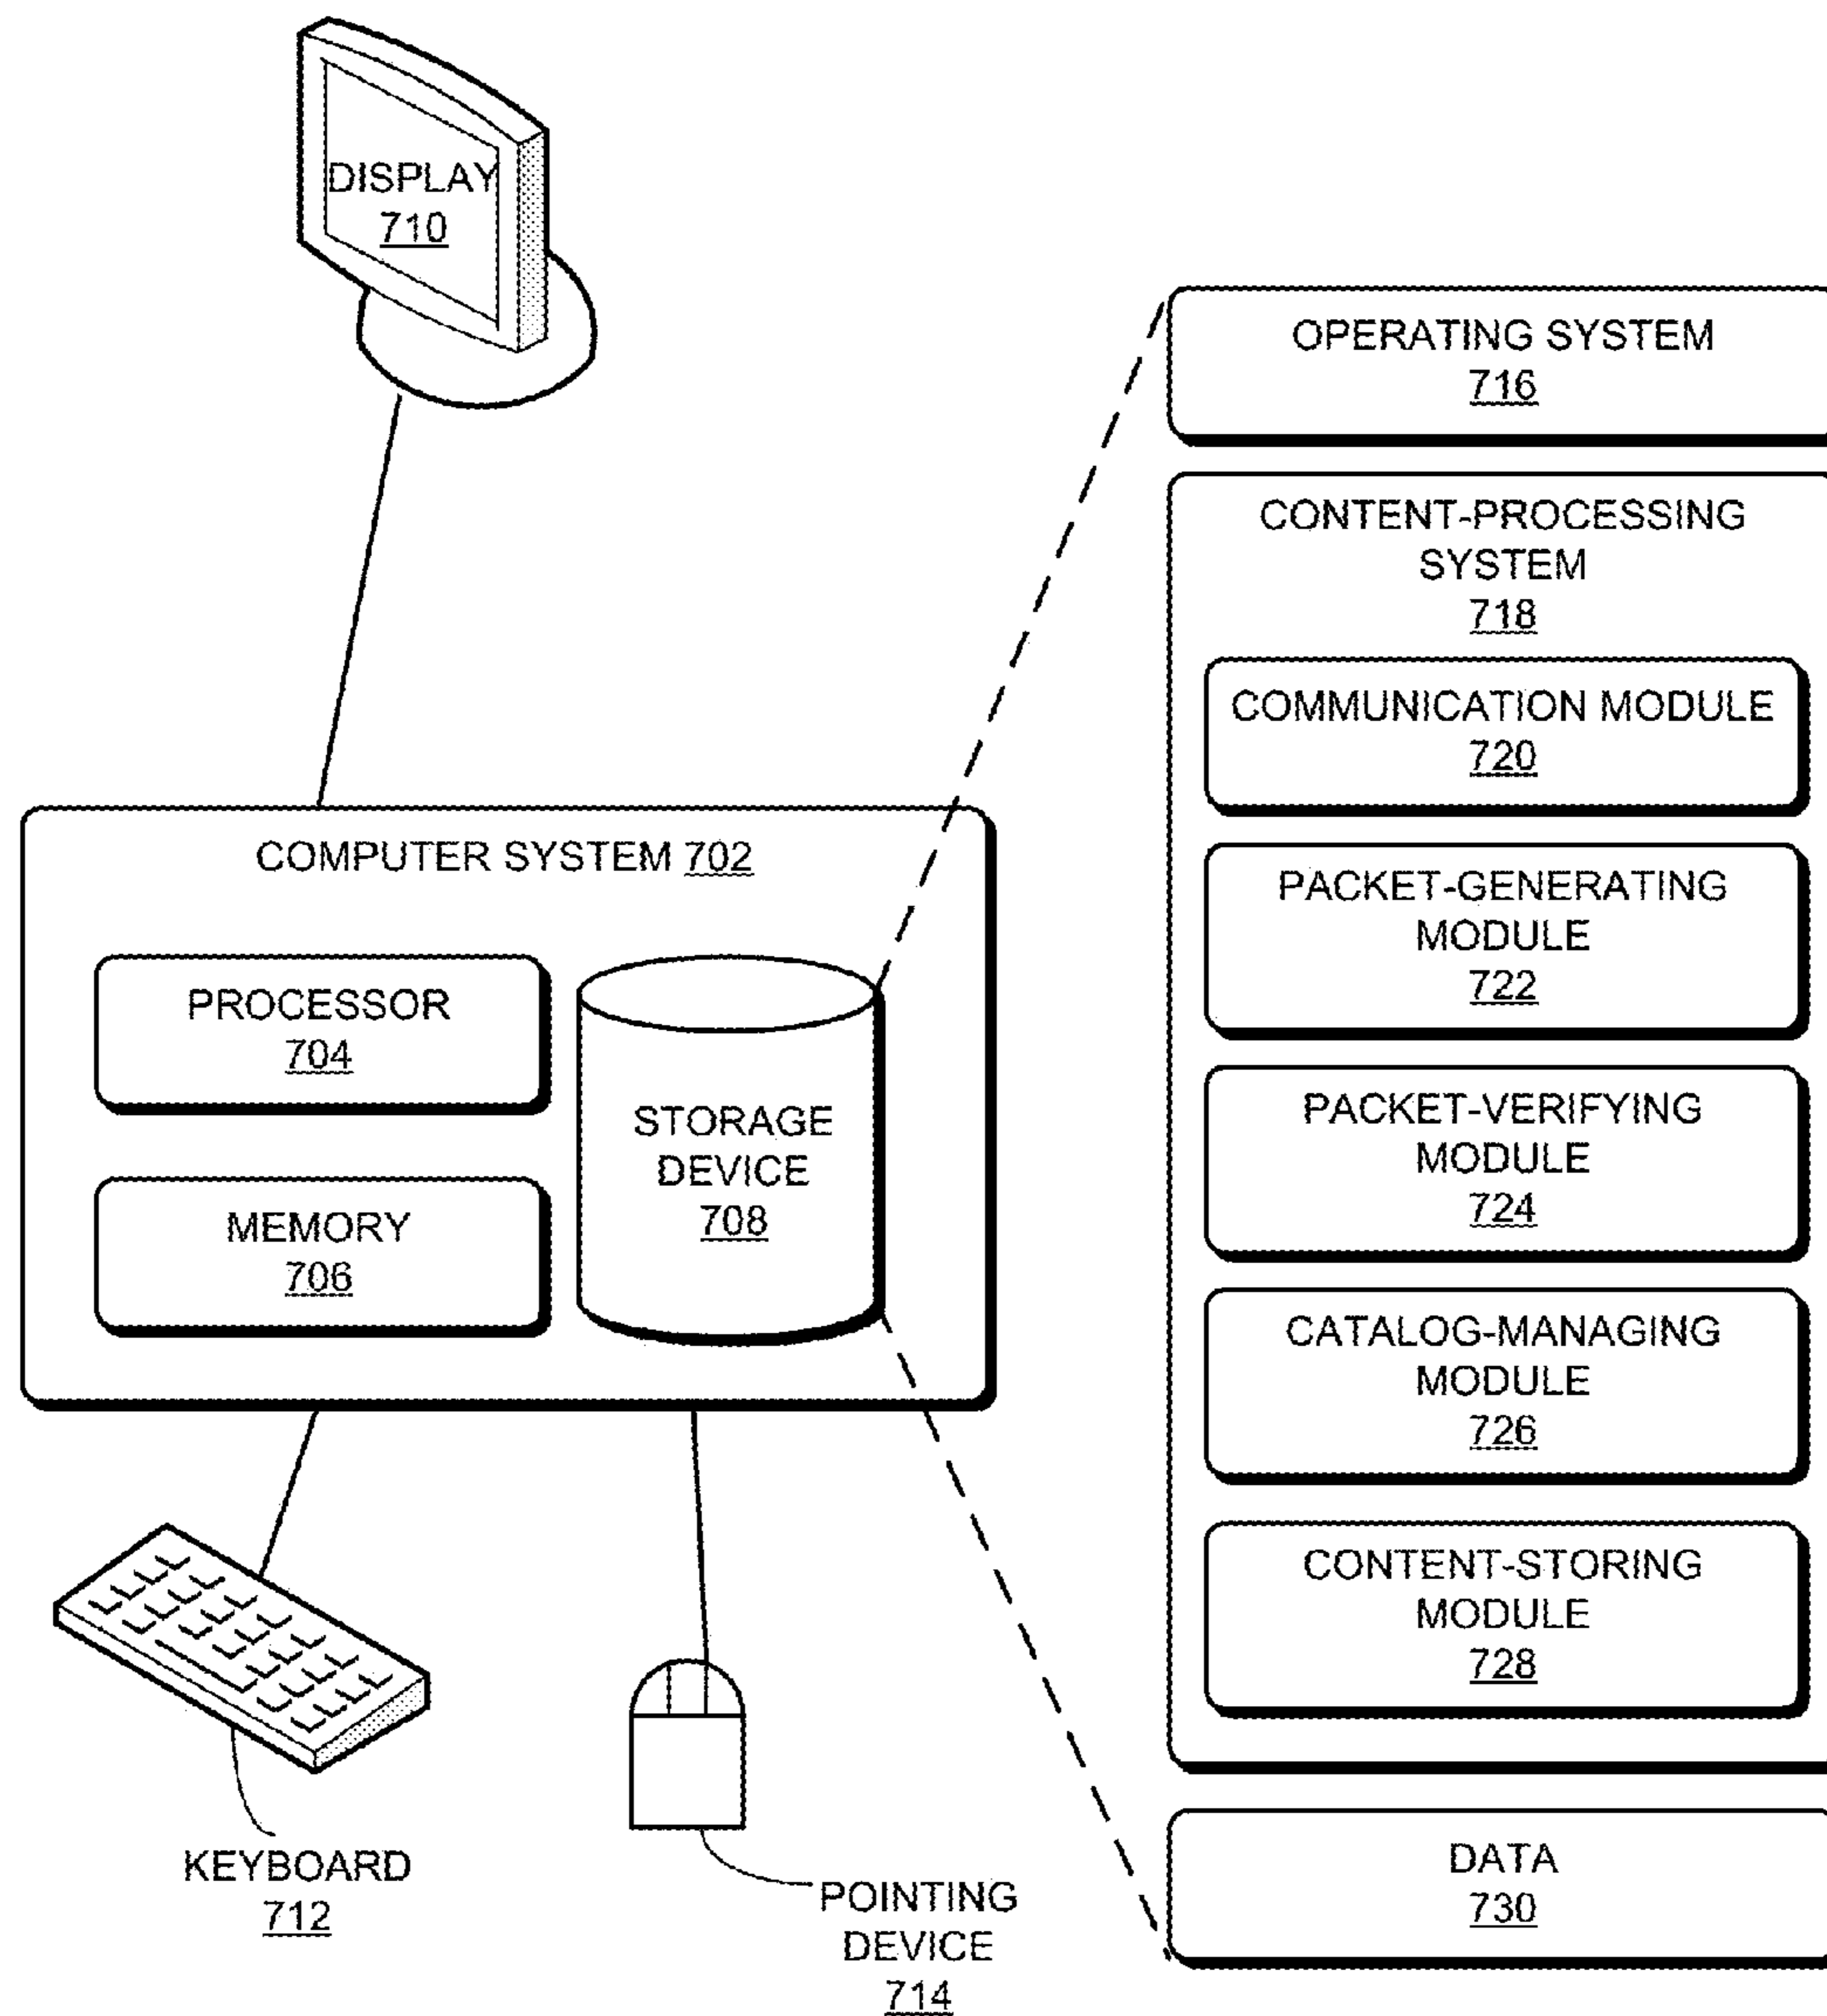 DISPLAY
710
COMPUTER SYSTEM 702
PROCESSOR
704
MEMORY
706
STORAGE
DEVICE
708
KEYBOARD
712
POINTING
DEVICE
714
OPERATING SYSTEM
716
CONTENT-PROCESSING
SYSTEM
718
COMMUNICATION MODULE
720
PACKET-GENERATING
MODULE
722
PACKET-VERIFYING
MODULE
724
CATALOG-MANAGING
MODULE
726
CONTENT-STORING
MODULE
728
DATA
730